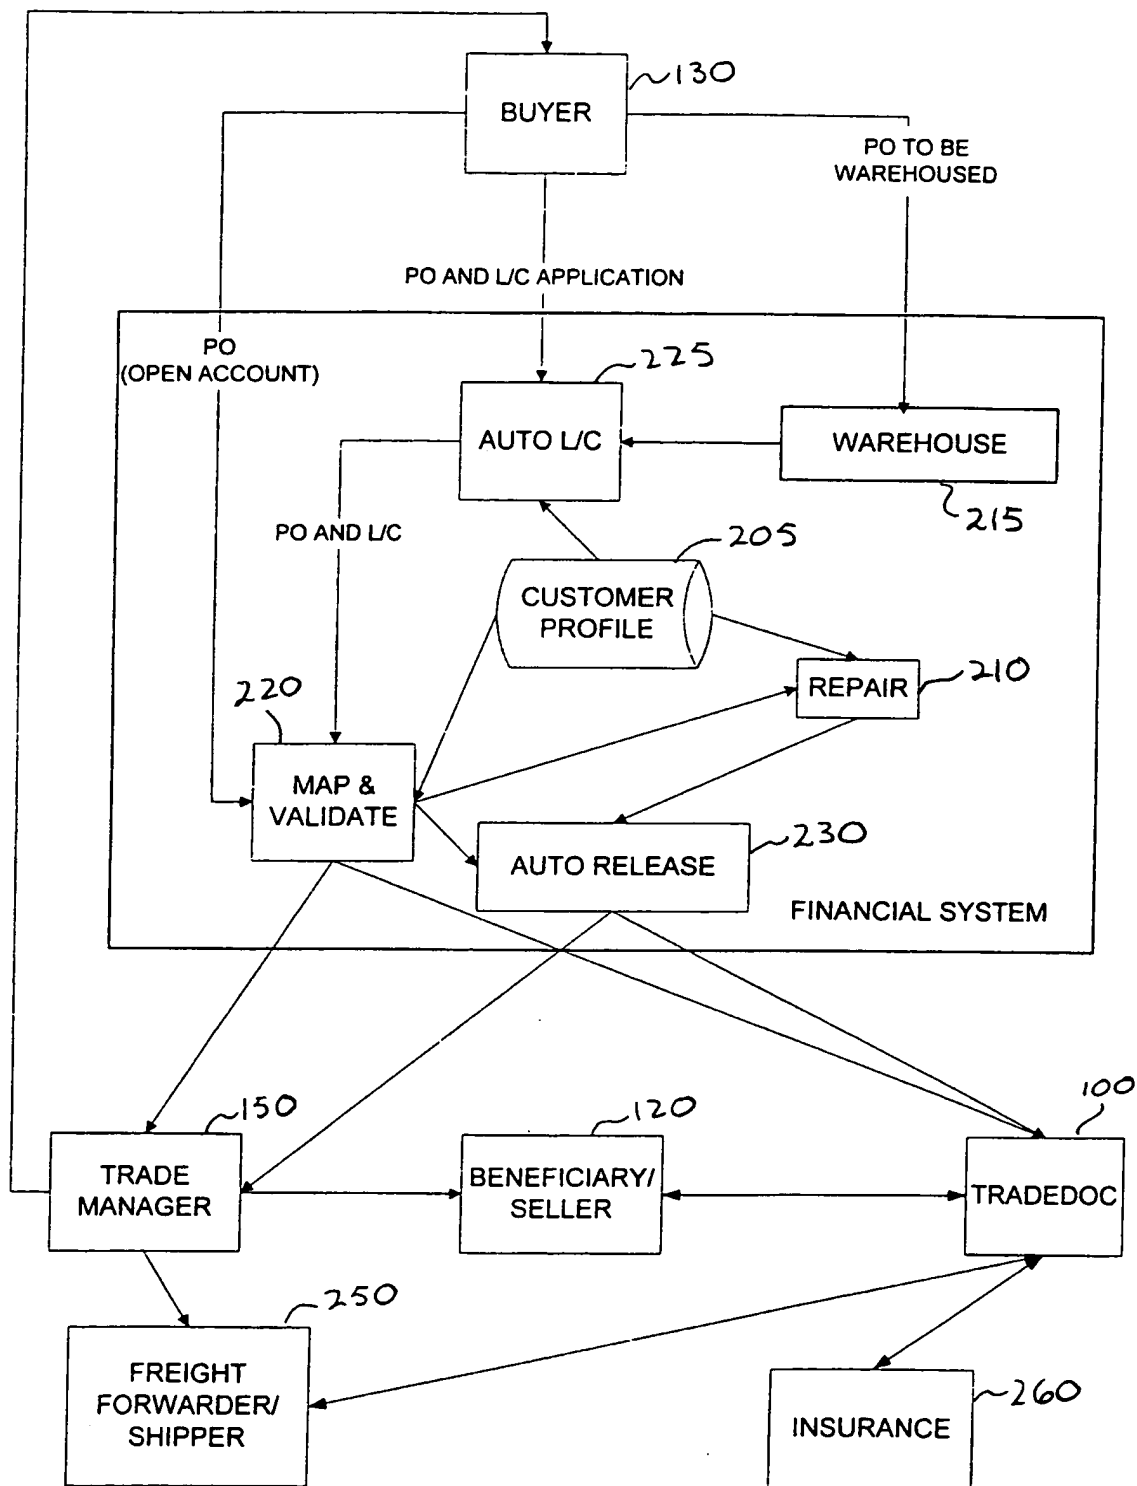 130
BUYER
PO TO BE
WAREHOUSED
PO AND L/C APPLICATION
PO
(OPEN ACCOUNT)
225
AUTO L/C
WAREHOUSE
215
PO AND L/C
205
CUSTOMER
PROFILE
REPAIR
210
220
MAP &
VALIDATE
230
AUTO RELEASE
FINANCIAL SYSTEM
150
120
100
TRADE
MANAGER
BENEFICIARY/
SELLER
TRADEDOC
250
FREIGHT
FORWARDER/
SHIPPER
260
INSURANCE